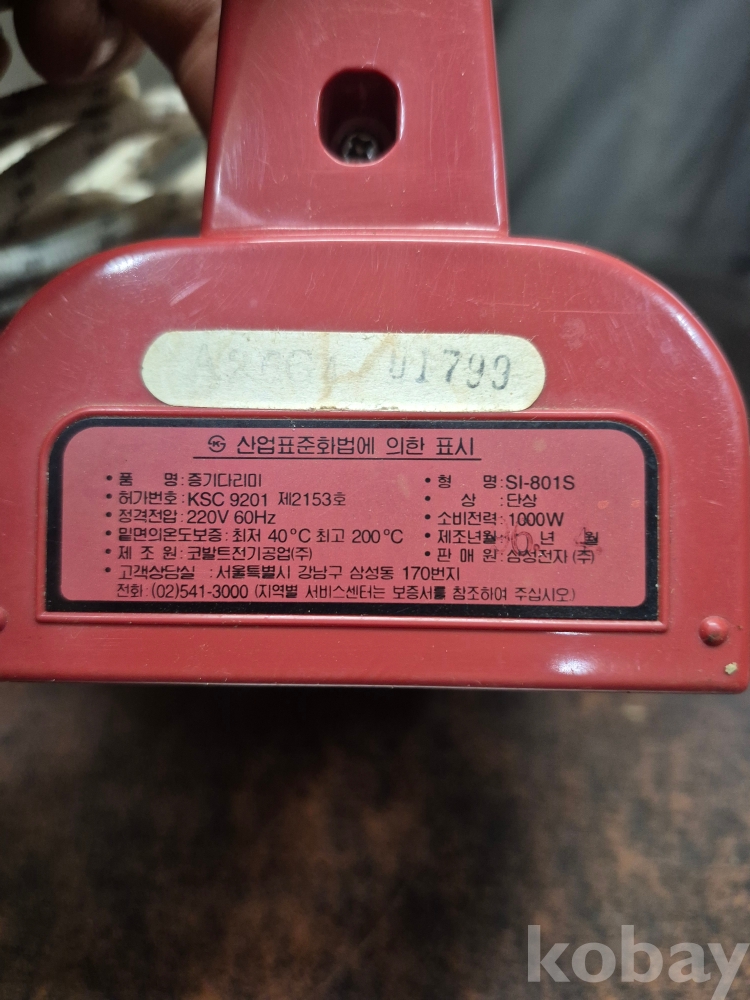 01799
산업표준화법에 의한 표시
• 품 명:증기다리미
• 형 명:SI-801S
• 허가번호:KSC 9201 제2153호
• 상 :단상
• 정격전압:220V 60Hz
• 소비전력:1000W
• 밑면의온도보증:최저 40°C 최고 200°C
• 제조년월: 년 월
• 제 조 원:코발트전기공업(주)
• 판 매 원:삼성전자(주)
• 고객상담실 :서울특별시 강남구 삼성동 170번지
전화:(02)541-3000 (지역별 서비스센터는 보증서를 참조하여 주십시오)
kobay